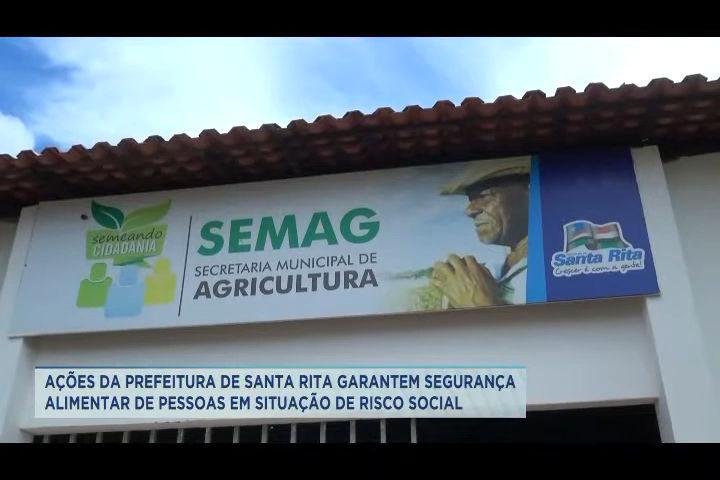 semeando
CIDADANIA
SEMAG
SECRETARIA MUNICIPAL DE
AGRICULTURA
Santa Rita
Crescer é com a gente!
AÇÕES DA PREFEITURA DE SANTA RITA GARANTEM SEGURANÇA
ALIMENTAR DE PESSOAS EM SITUAÇÃO DE RISCO SOCIAL